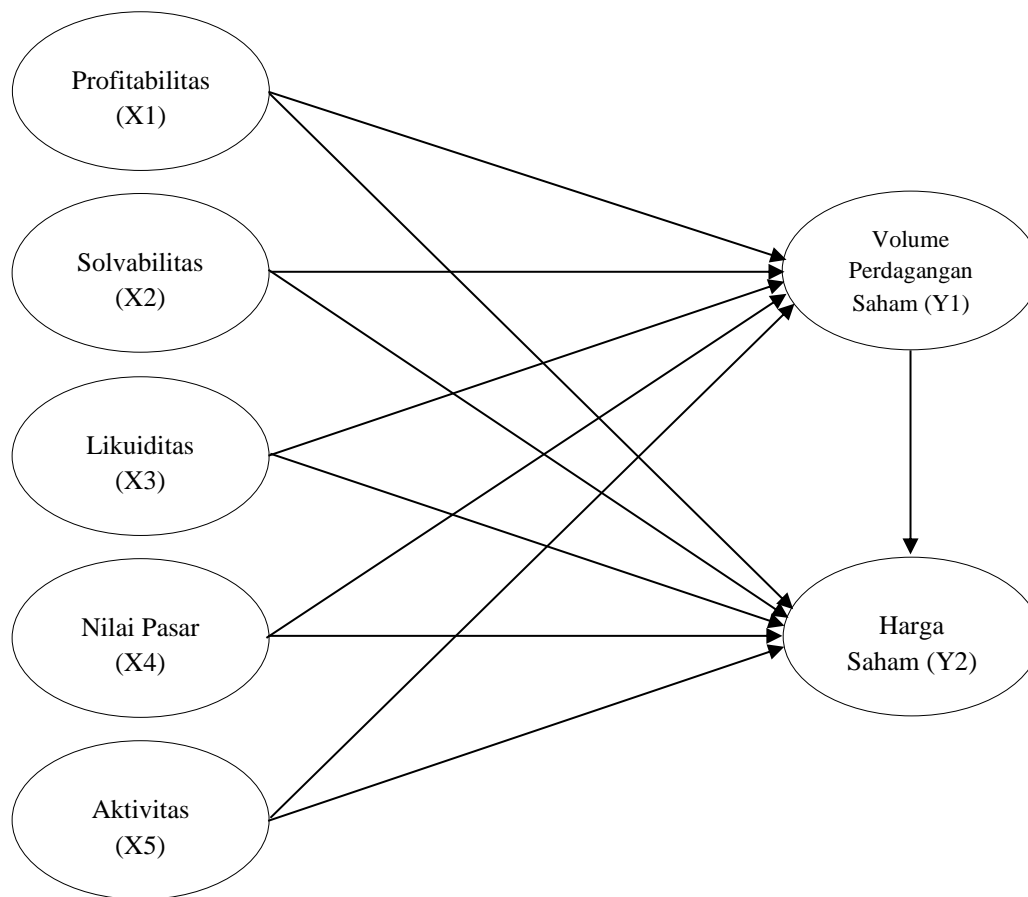 Profitabilitas
(X1)
Solvabilitas
(X2)
Likuiditas
(X3)
Nilai Pasar
(X4)
Aktivitas
(X5)
Volume
Perdagangan
Saham (Y1)
Harga
Saham (Y2)